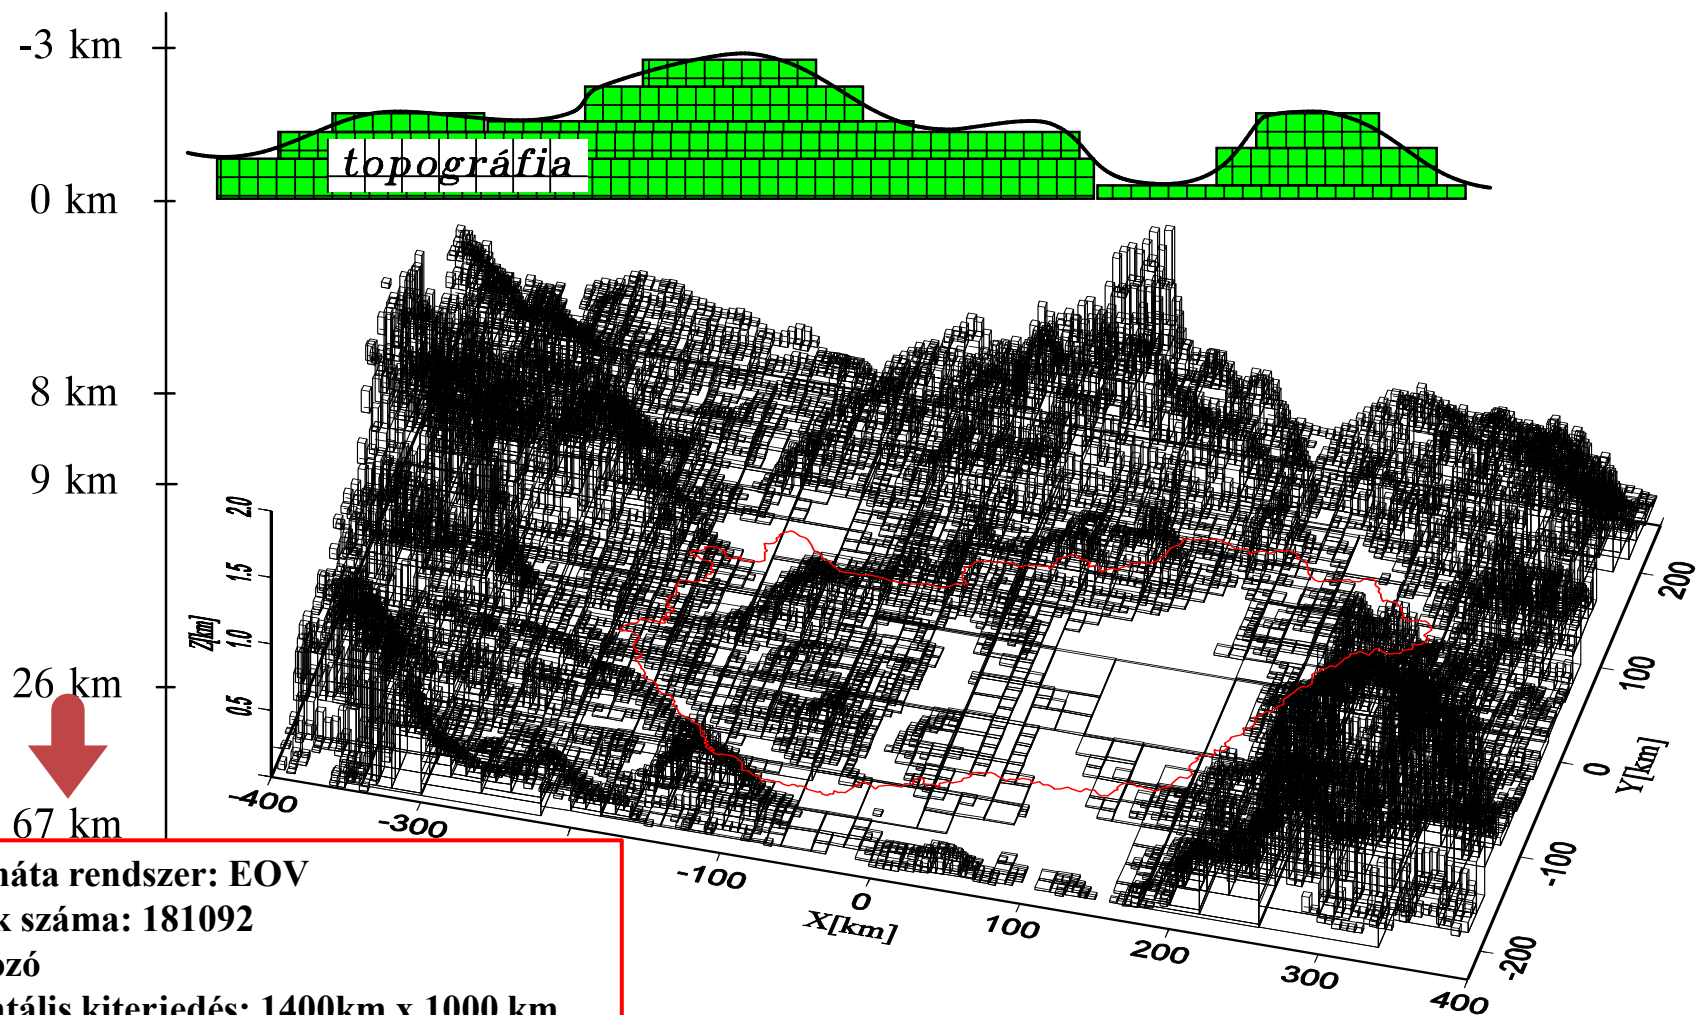 -3 km
topográfia
0 km
8 km
9 km
26 km
67 km
2.0
1.5
1.0
0.5
Z[km]
-400
-300
-100
0
100
200
300
400
X[km]
200
100
0
-100
-200
Y[km]
náta rendszer: EOV
k száma: 181092
ozó
ntális kiterjedés: 1400km x 1000 km